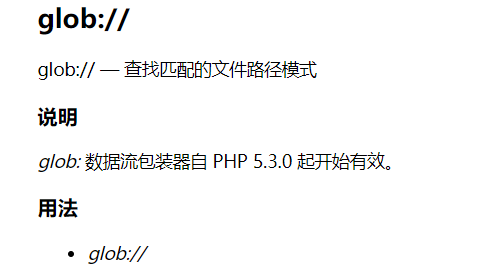 glob://
glob:// — 查找匹配的文件路径模式
说明
glob: 数据流包装器自 PHP 5.3.0 起开始有效。
用法
• glob://